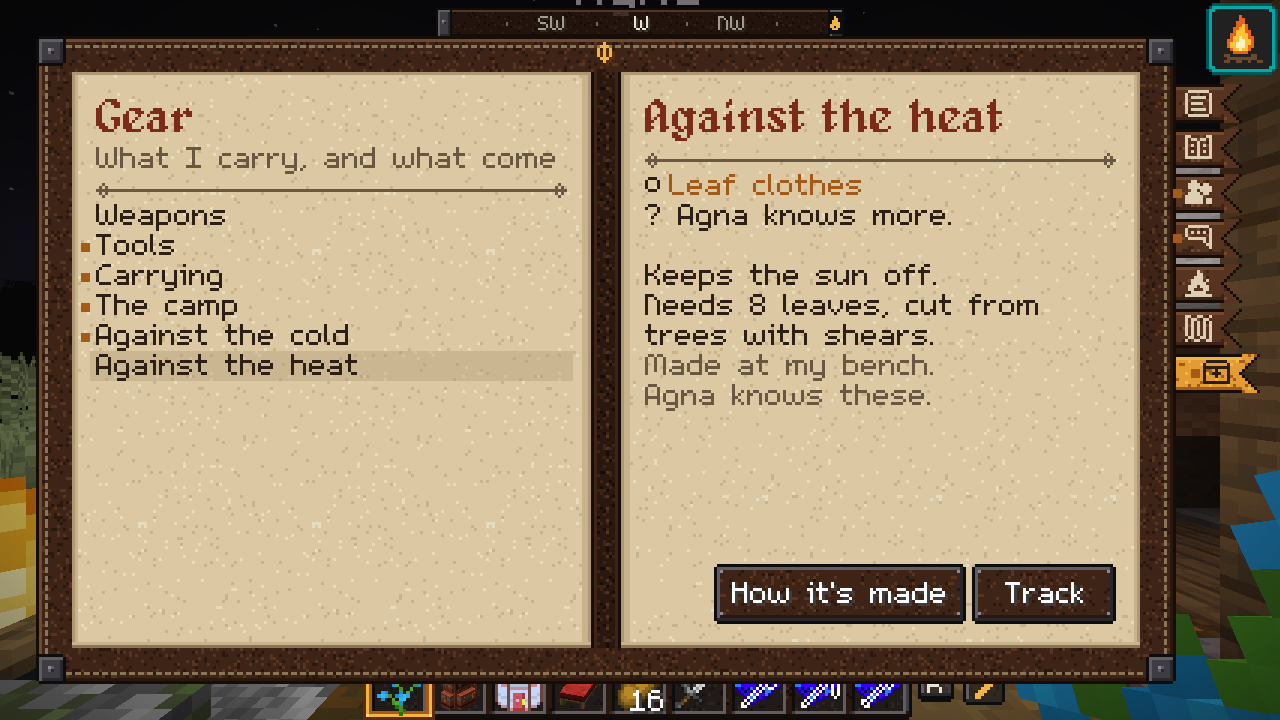 SW W NW
Gear
What I carry, and what come
Weapons
Tools
Carrying
The camp
Against the cold
Against the heat
Against the heat
Leaf clothes
? Agna knows more.
Keeps the sun off.
Needs 8 leaves, cut from
trees with shears.
Made at my bench.
Agna knows these.
How it's made
Track
16